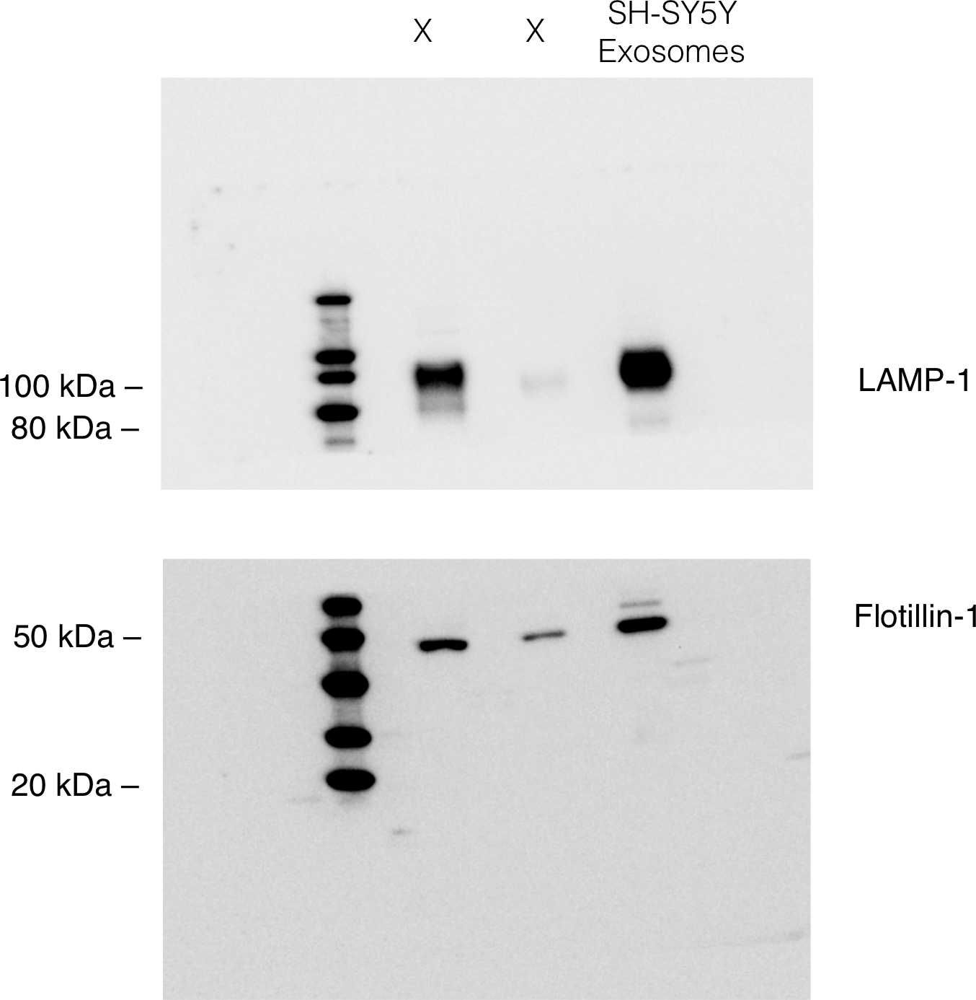 X X SH-SY5Y
Exosomes
100 kDa – LAMP-1
80 kDa –
50 kDa – Flotillin-1
20 kDa –